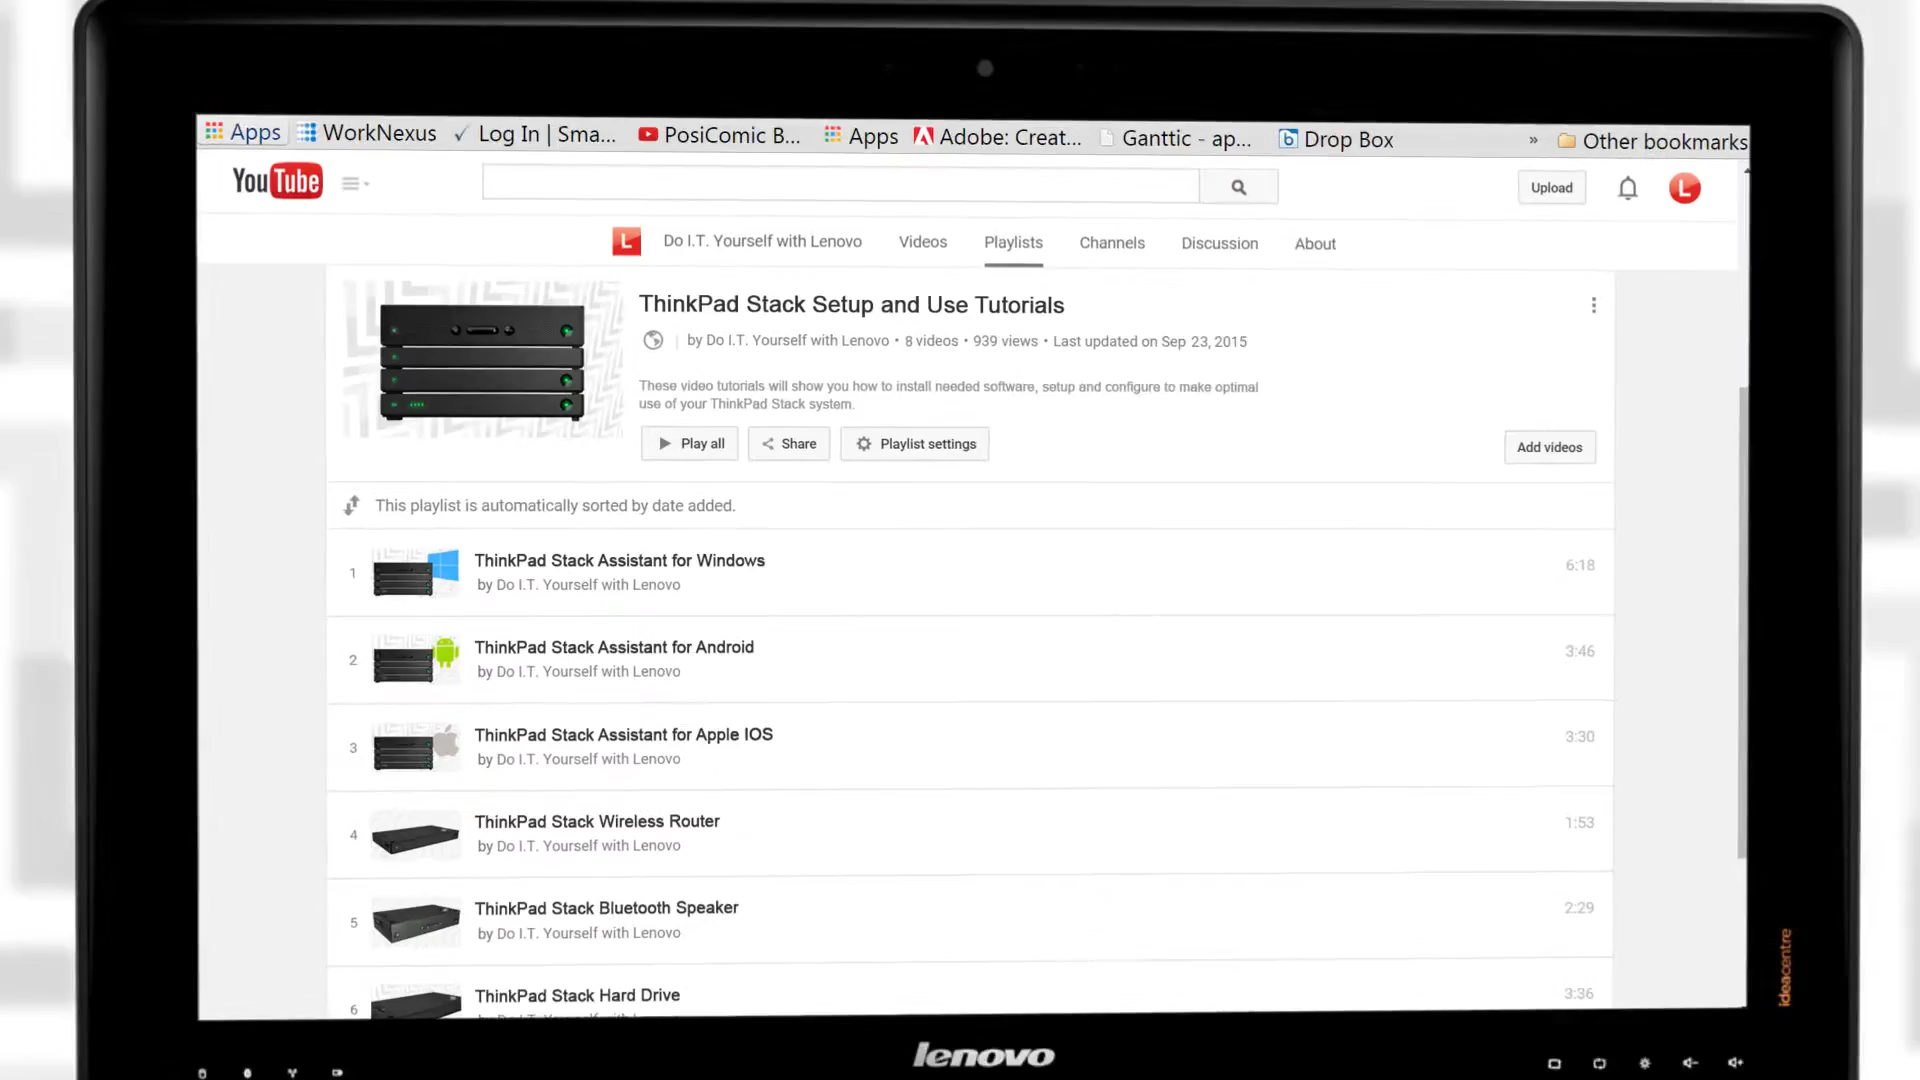 Apps WorkNexus Log In | Sma... PosiComic B... Apps Adobe: Creat... Ganttic - ap... Drop Box » Other bookmarks
YouTube Upload L
L Do I.T. Yourself with Lenovo Videos Playlists Channels Discussion About
ThinkPad Stack Setup and Use Tutorials
by Do I.T. Yourself with Lenovo • 8 videos • 939 views • Last updated on Sep 23, 2015
These video tutorials will show you how to install needed software, setup and configure to make optimal
use of your ThinkPad Stack system.
Play all Share Playlist settings Add videos
This playlist is automatically sorted by date added.
1 ThinkPad Stack Assistant for Windows 6:18
by Do I.T. Yourself with Lenovo
2 ThinkPad Stack Assistant for Android 3:46
by Do I.T. Yourself with Lenovo
3 ThinkPad Stack Assistant for Apple IOS 3:30
by Do I.T. Yourself with Lenovo
4 ThinkPad Stack Wireless Router 1:53
by Do I.T. Yourself with Lenovo
5 ThinkPad Stack Bluetooth Speaker 2:29
by Do I.T. Yourself with Lenovo
6 ThinkPad Stack Hard Drive 3:36
ideacentre
lenovo